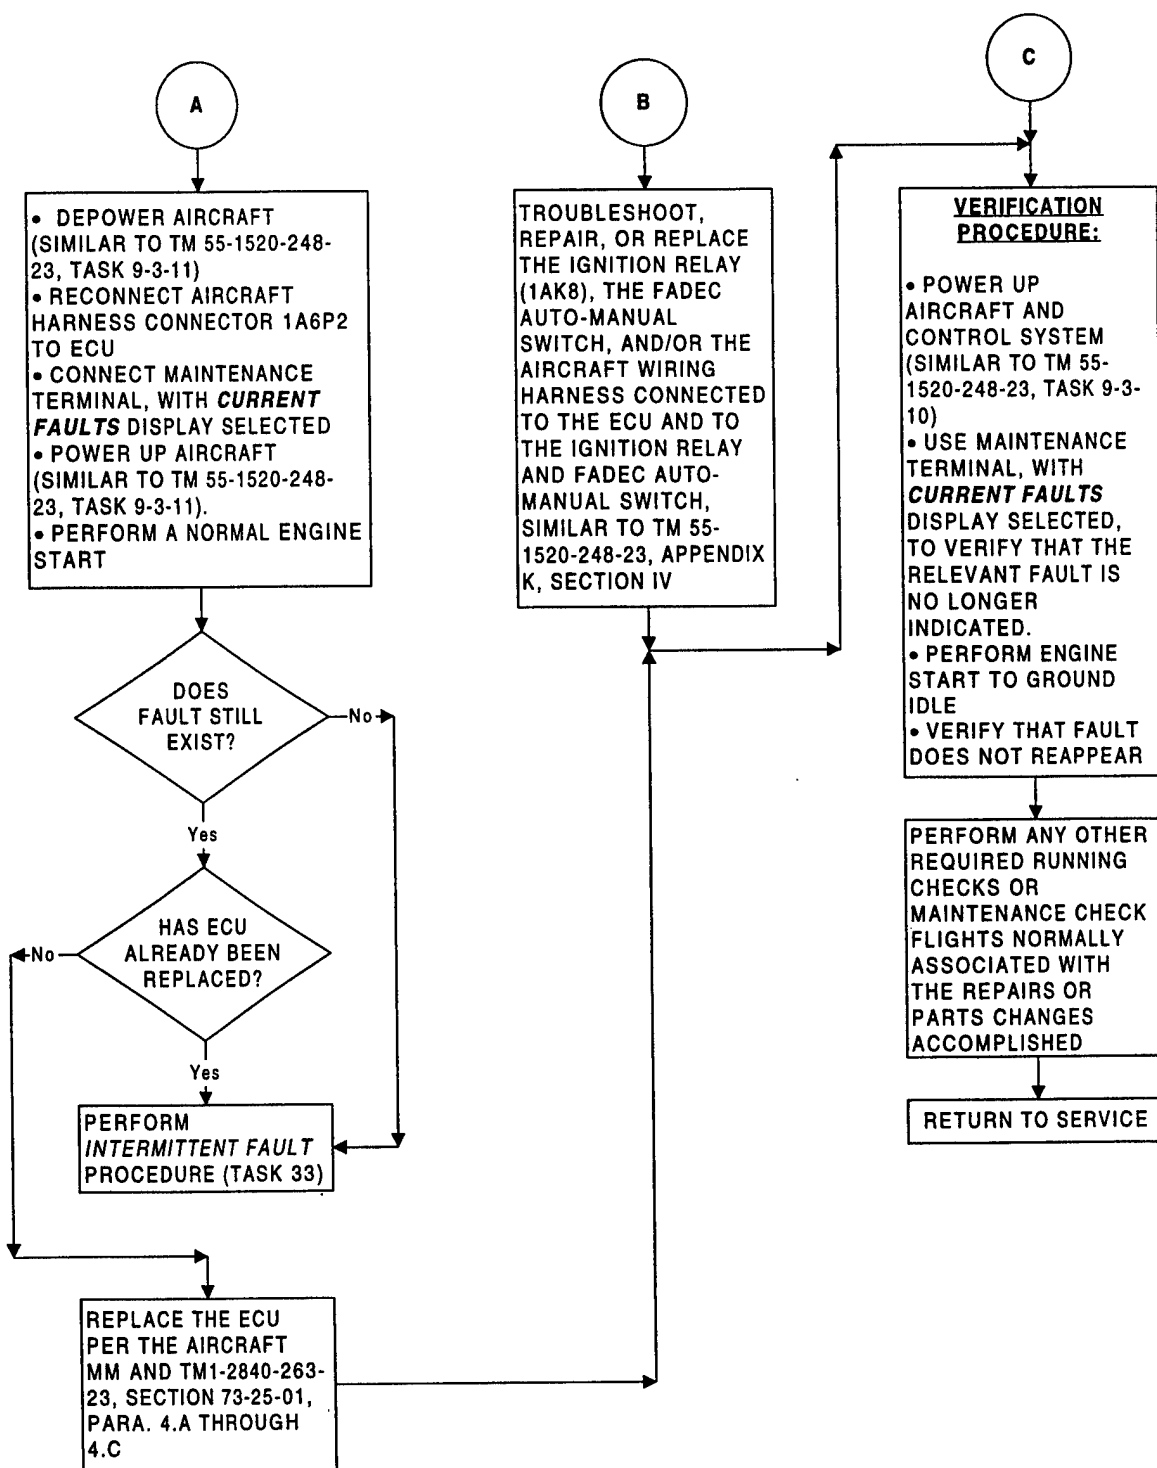 A
• DEPOWER AIRCRAFT
(SIMILAR TO TM 55-1520-248-
23, TASK 9-3-11)
• RECONNECT AIRCRAFT
HARNESS CONNECTOR 1A6P2
TO ECU
• CONNECT MAINTENANCE
TERMINAL, WITH CURRENT
FAULTS DISPLAY SELECTED
• POWER UP AIRCRAFT
(SIMILAR TO TM 55-1520-248-
23, TASK 9-3-11).
• PERFORM A NORMAL ENGINE
START
DOES
FAULT STILL
EXIST?
No
Yes
HAS ECU
ALREADY BEEN
REPLACED?
No
Yes
PERFORM
INTERMITTENT FAULT
PROCEDURE (TASK 33)
REPLACE THE ECU
PER THE AIRCRAFT
MM AND TM1-2840-263-
23, SECTION 73-25-01,
PARA. 4.A THROUGH
4.C
B
TROUBLESHOOT,
REPAIR, OR REPLACE
THE IGNITION RELAY
(1AK8), THE FADEC
AUTO-MANUAL
SWITCH, AND/OR THE
AIRCRAFT WIRING
HARNESS CONNECTED
TO THE ECU AND TO
THE IGNITION RELAY
AND FADEC AUTO-
MANUAL SWITCH,
SIMILAR TO TM 55-
1520-248-23, APPENDIX
K, SECTION IV
C
VERIFICATION
PROCEDURE:
• POWER UP
AIRCRAFT AND
CONTROL SYSTEM
(SIMILAR TO TM 55-
1520-248-23, TASK 9-3-
10)
• USE MAINTENANCE
TERMINAL, WITH
CURRENT FAULTS
DISPLAY SELECTED,
TO VERIFY THAT THE
RELEVANT FAULT IS
NO LONGER
INDICATED.
• PERFORM ENGINE
START TO GROUND
IDLE
• VERIFY THAT FAULT
DOES NOT REAPPEAR
PERFORM ANY OTHER
REQUIRED RUNNING
CHECKS OR
MAINTENANCE CHECK
FLIGHTS NORMALLY
ASSOCIATED WITH
THE REPAIRS OR
PARTS CHANGES
ACCOMPLISHED
RETURN TO SERVICE